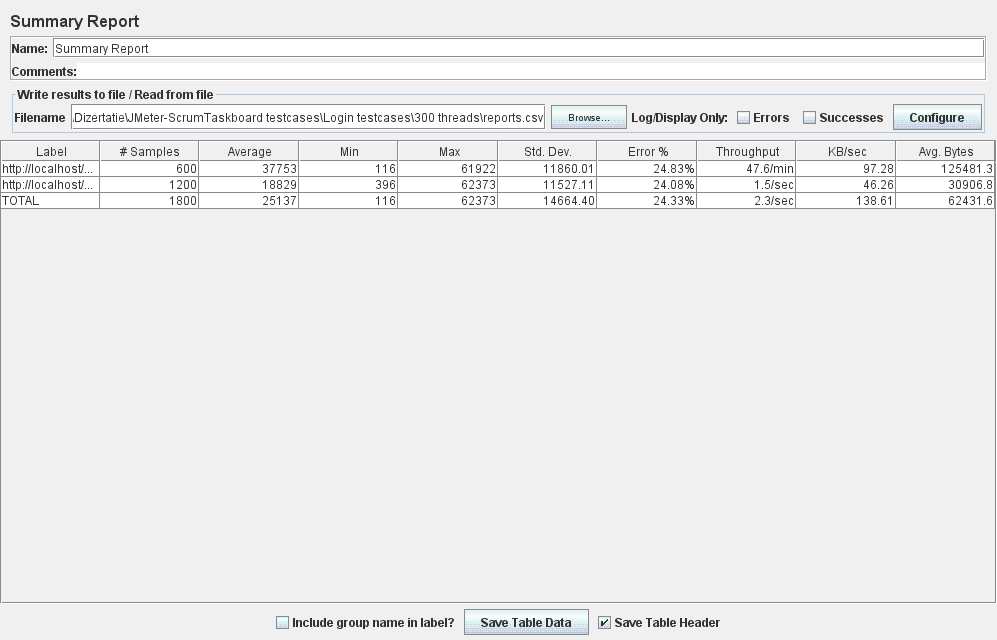 Summary Report
Name: Summary Report
Comments:
Write results to file / Read from file
Filename .Dizertatie\JMeter-ScrumTaskboard testcases\Login testcases\300 threads\reports.csv Browse... Log/Display Only: Errors Successes Configure
Label # Samples Average Min Max Std. Dev. Error % Throughput KB/sec Avg. Bytes
http://localhost/... 600 37753 116 61922 11860.01 24.83% 47.6/min 97.28 125481.3
http://localhost/... 1200 18829 396 62373 11527.11 24.08% 1.5/sec 46.26 30906.8
TOTAL 1800 25137 116 62373 14664.40 24.33% 2.3/sec 138.61 62431.6
Include group name in label? Save Table Data Save Table Header